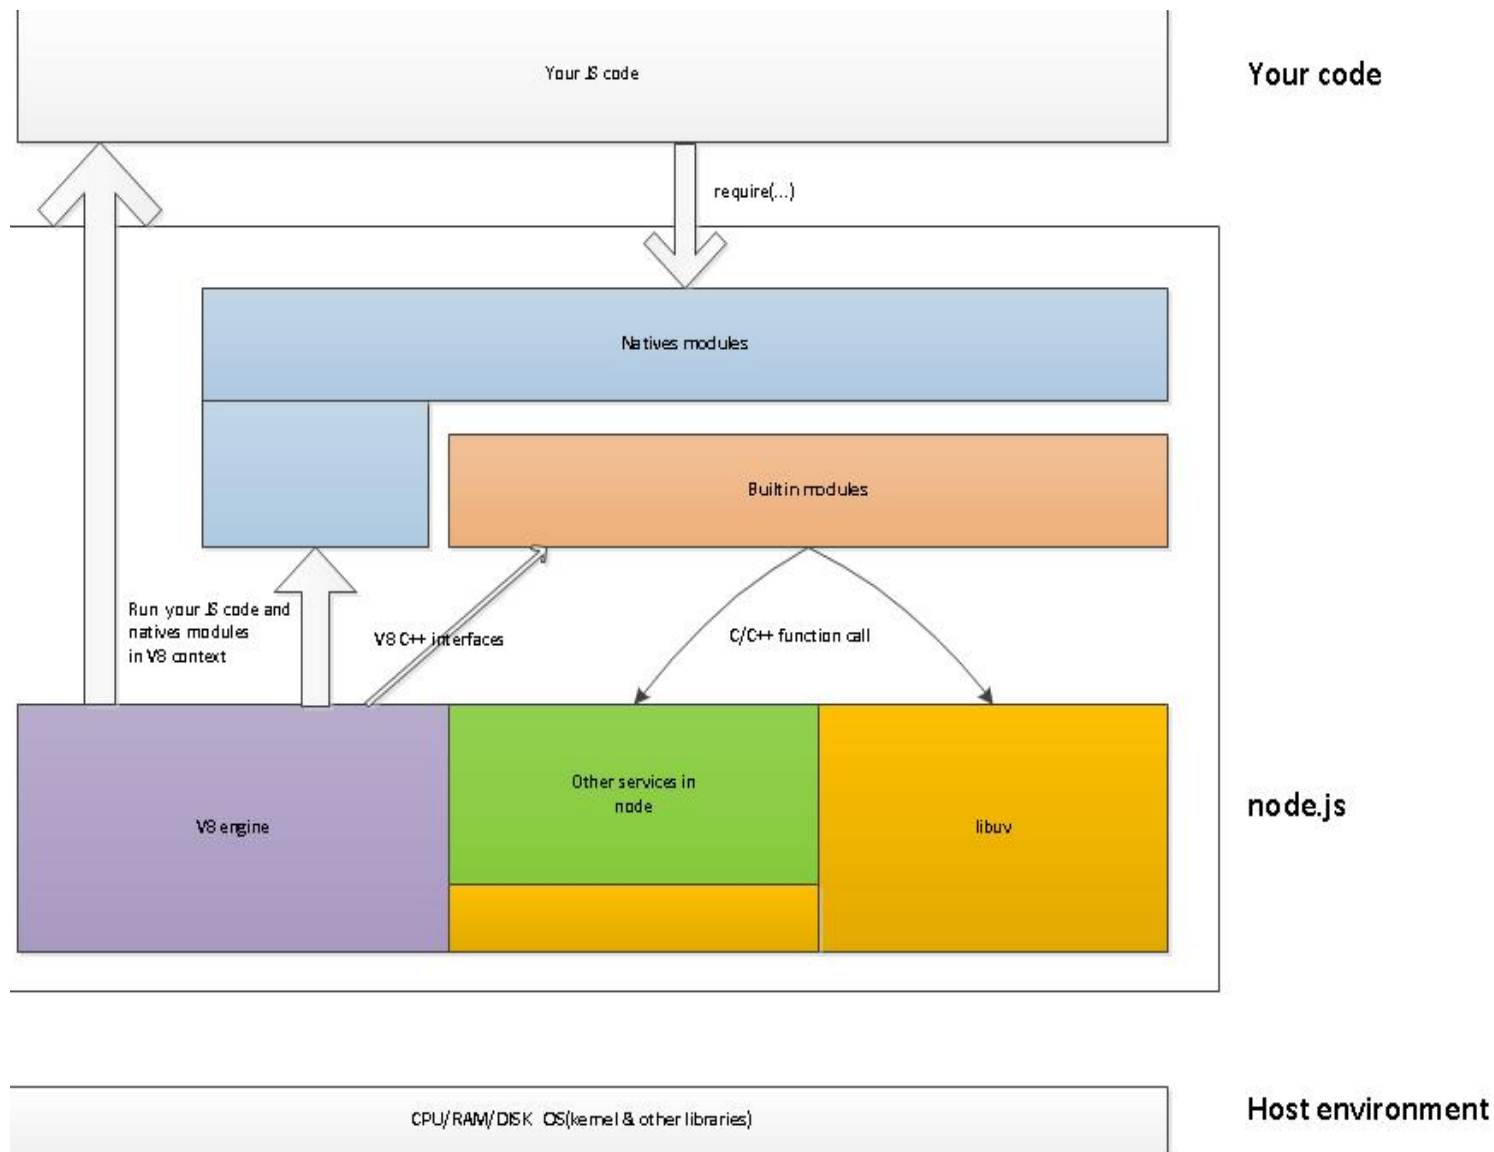 Your JS code
Your code
require(...)
Natives modules
Builtin modules
Run your JS code and
natives modules
in V8 context
V8 C++ interfaces
C/C++ function call
Other services in
node
V8 engine
libuv
node.js
CPU/RAM/DISK OS(kernel & other libraries)
Host environment